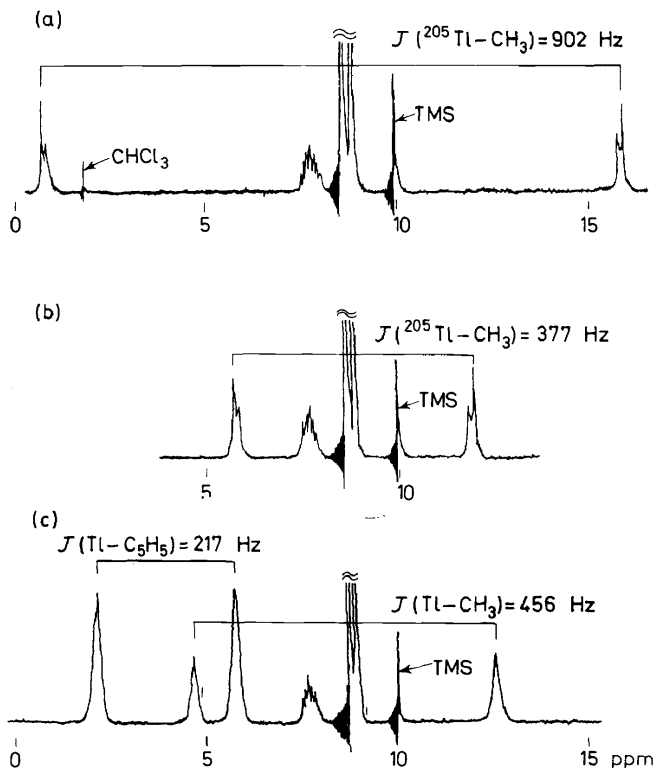 (a)
J(²⁰⁵Tl–CH₃)=902 Hz
TMS
CHCl₃
0 5 10 15
(b)
J(²⁰⁵Tl–CH₃)=377 Hz
TMS
5 10
(c)
J(Tl–C₅H₅)=217 Hz
J(Tl–CH₃)=456 Hz
TMS
0 5 10 15 ppm